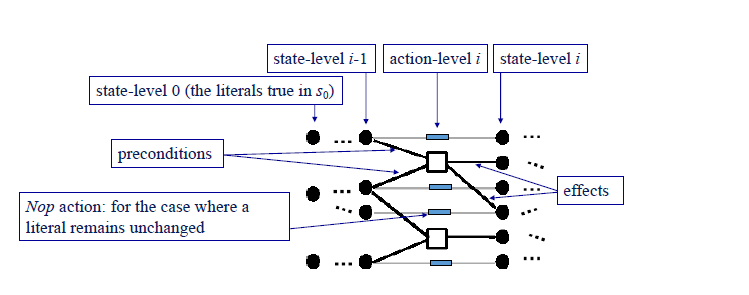 state-level i-1
action-level i
state-level i
state-level 0 (the literals true in s0)
preconditions
effects
Nop action: for the case where a
literal remains unchanged